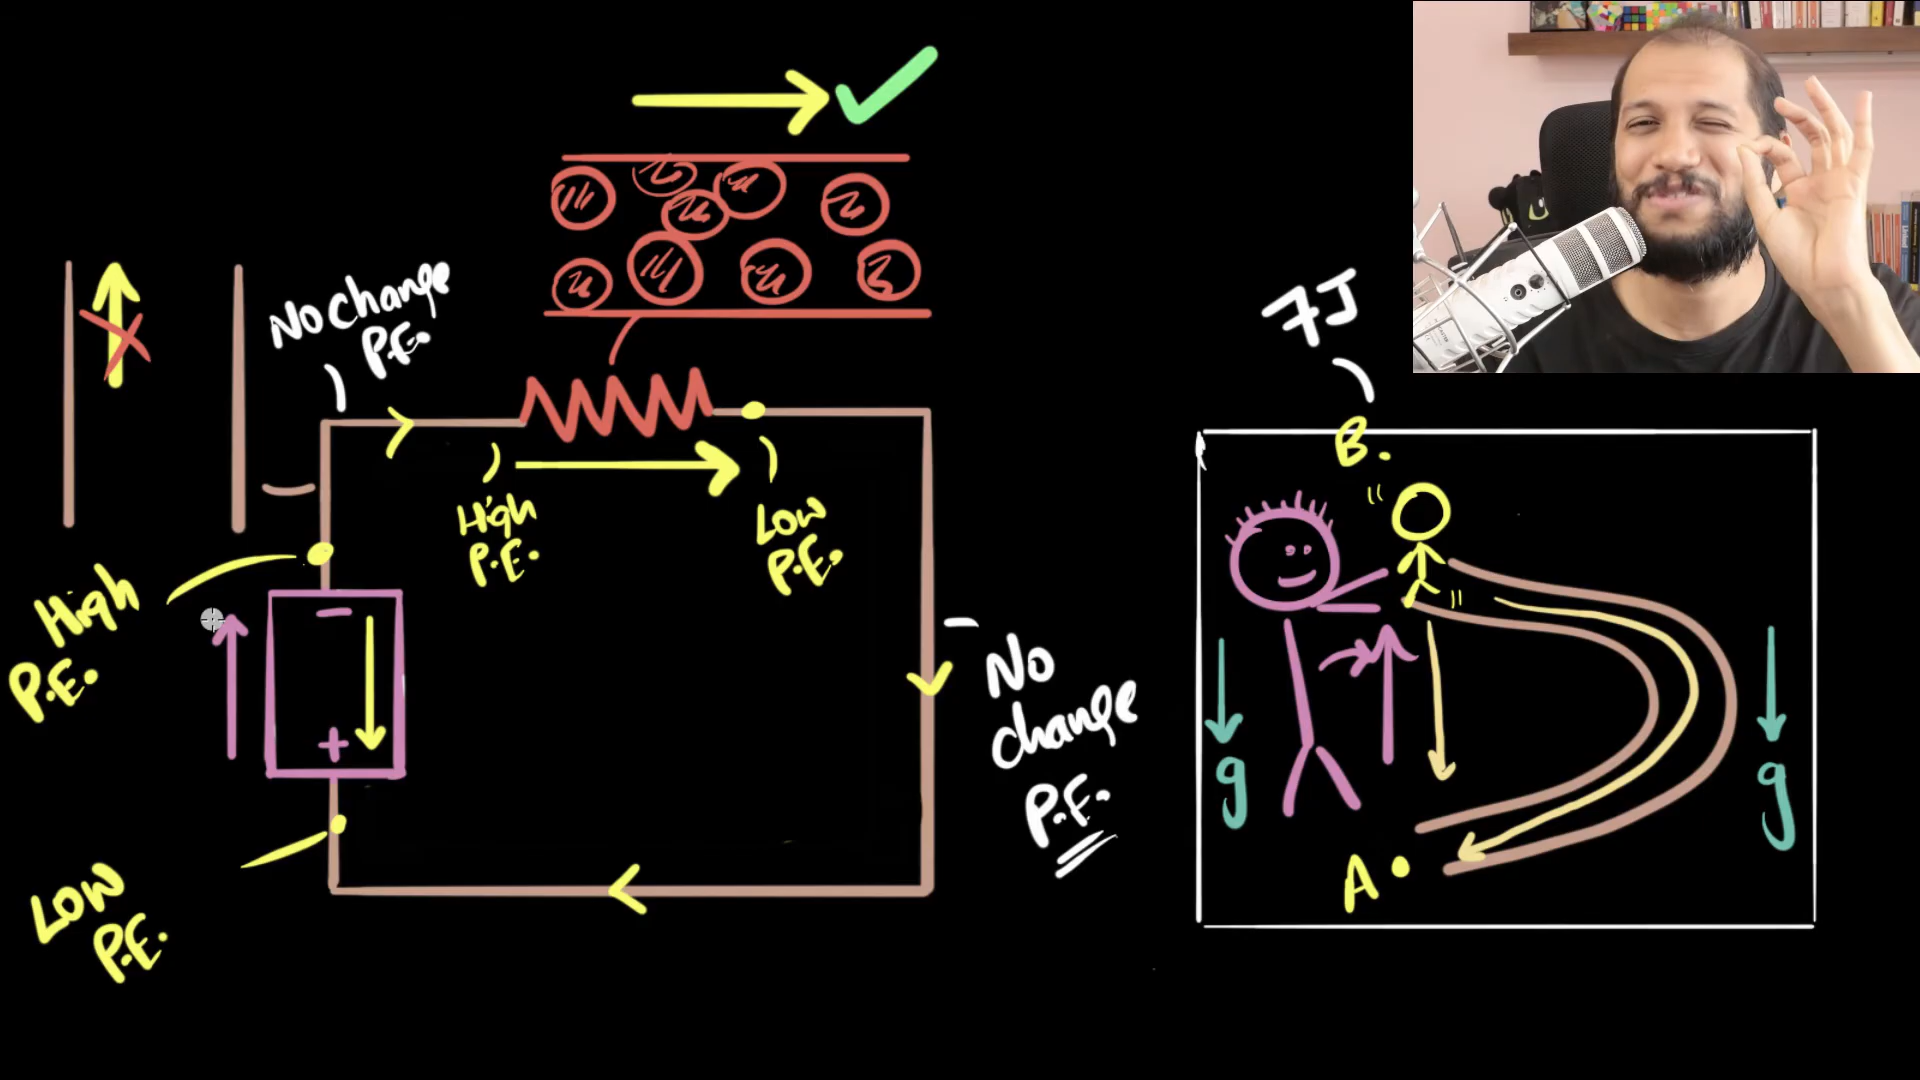 No change
P.E.
High
P.E.
Low
P.E.
High
P.E.
−
+
Low
P.E.
No
change
P.E.
7J
B.
g
g
A.